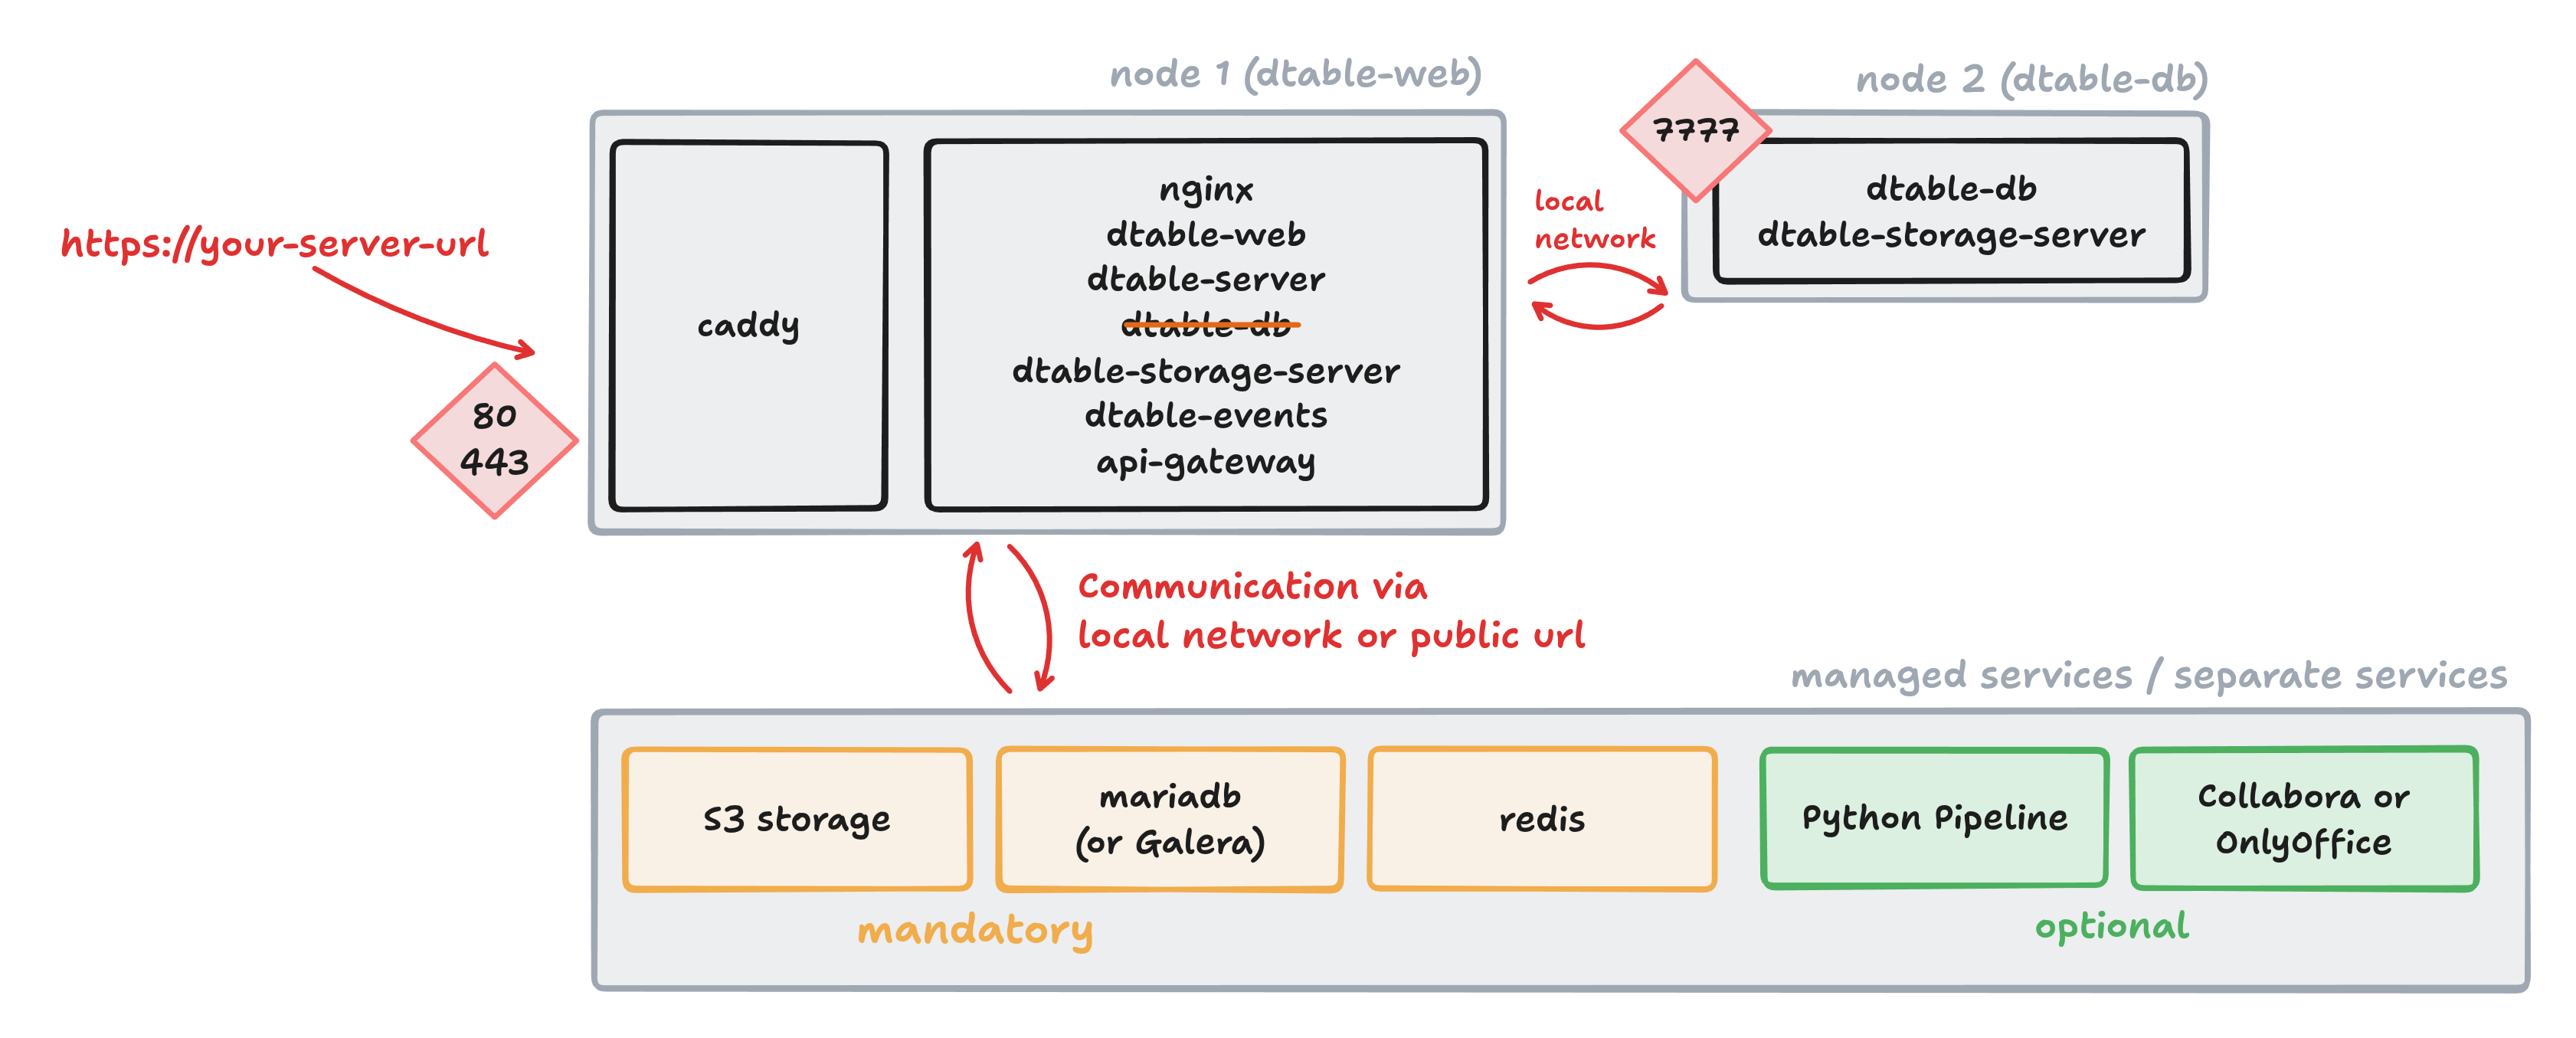 node 1 (dtable-web)
node 2 (dtable-db)
7777
https://your-server-url
80
443
caddy
nginx
dtable-web
dtable-server
dtable-db
dtable-storage-server
dtable-events
api-gateway
local
network
dtable-db
dtable-storage-server
Communication via
local network or public url
managed services / separate services
S3 storage
mariadb
(or Galera)
redis
Python Pipeline
Collabora or
OnlyOffice
mandatory
optional